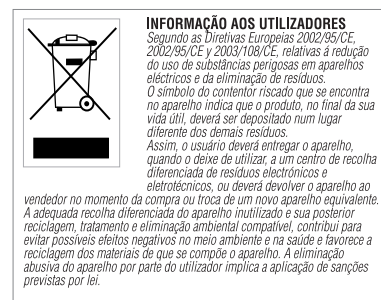 INFORMAÇÃO AOS UTILIZADORES
Segundo as Diretivas Europeias 2002/95/CE,
2002/95/CE y 2003/108/CE, relativas á redução
do uso de substâncias perigosas em aparelhos
eléctricos e da eliminação de resíduos.
O símbolo do contentor riscado que se encontra
no aparelho indica que o produto, no final da sua
vida útil, deverá ser depositado num lugar
diferente dos demais resíduos.
Assim, o usuário deverá entregar o aparelho,
quando o deixe de utilizar, a um centro de recolha
diferenciada de resíduos electrónicos e
eletrotécnicos, ou deverá devolver o aparelho ao
vendedor no momento da compra ou troca de um novo aparelho equivalente.
A adequada recolha diferenciada do aparelho inutilizado e sua posterior
reciclagem, tratamento e eliminação ambiental compatível, contribui para
evitar possíveis efeitos negativos no meio ambiente e na saúde e favorece a
reciclagem dos materiais de que se compõe o aparelho. A eliminação
abusiva do aparelho por parte do utilizador implica a aplicação de sanções
previstas por lei.